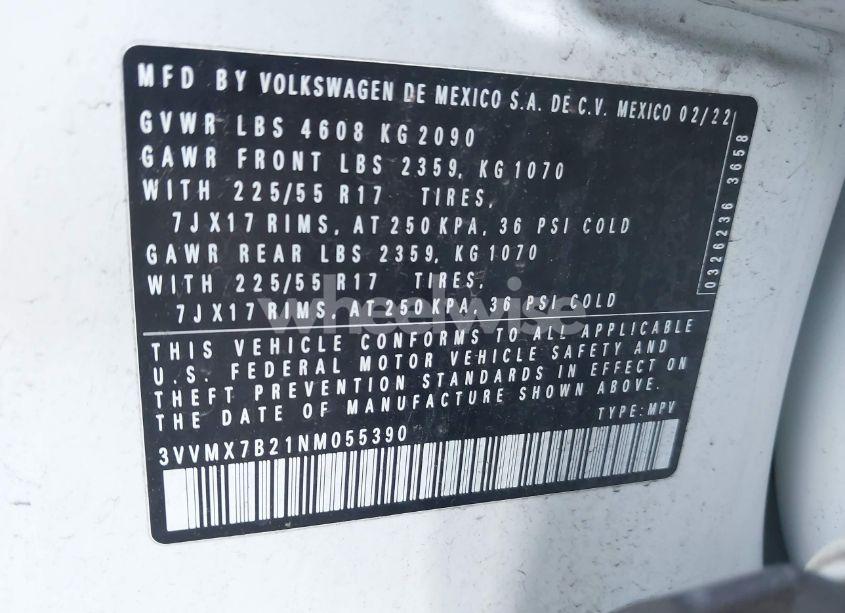 MFD BY VOLKSWAGEN DE MEXICO S.A. DE C.V. MEXICO 02/22
GVWR LBS 4608 KG 2090
GAWR FRONT LBS 2359, KG 1070
WITH 225/55 R17 TIRES,
7JX17 RIMS, AT 250 KPA, 36 PSI COLD
GAWR REAR LBS 2359, KG 1070
WITH 225/55 R17 TIRES,
7JX17 RIMS, AT 250 KPA, 36 PSI COLD
0326236 3658
wheelwise
THIS VEHICLE CONFORMS TO ALL APPLICABLE
U.S. FEDERAL MOTOR VEHICLE SAFETY AND
THEFT PREVENTION STANDARDS IN EFFECT ON
THE DATE OF MANUFACTURE SHOWN ABOVE.
TYPE: MPV
3VVMX7B21NM055390